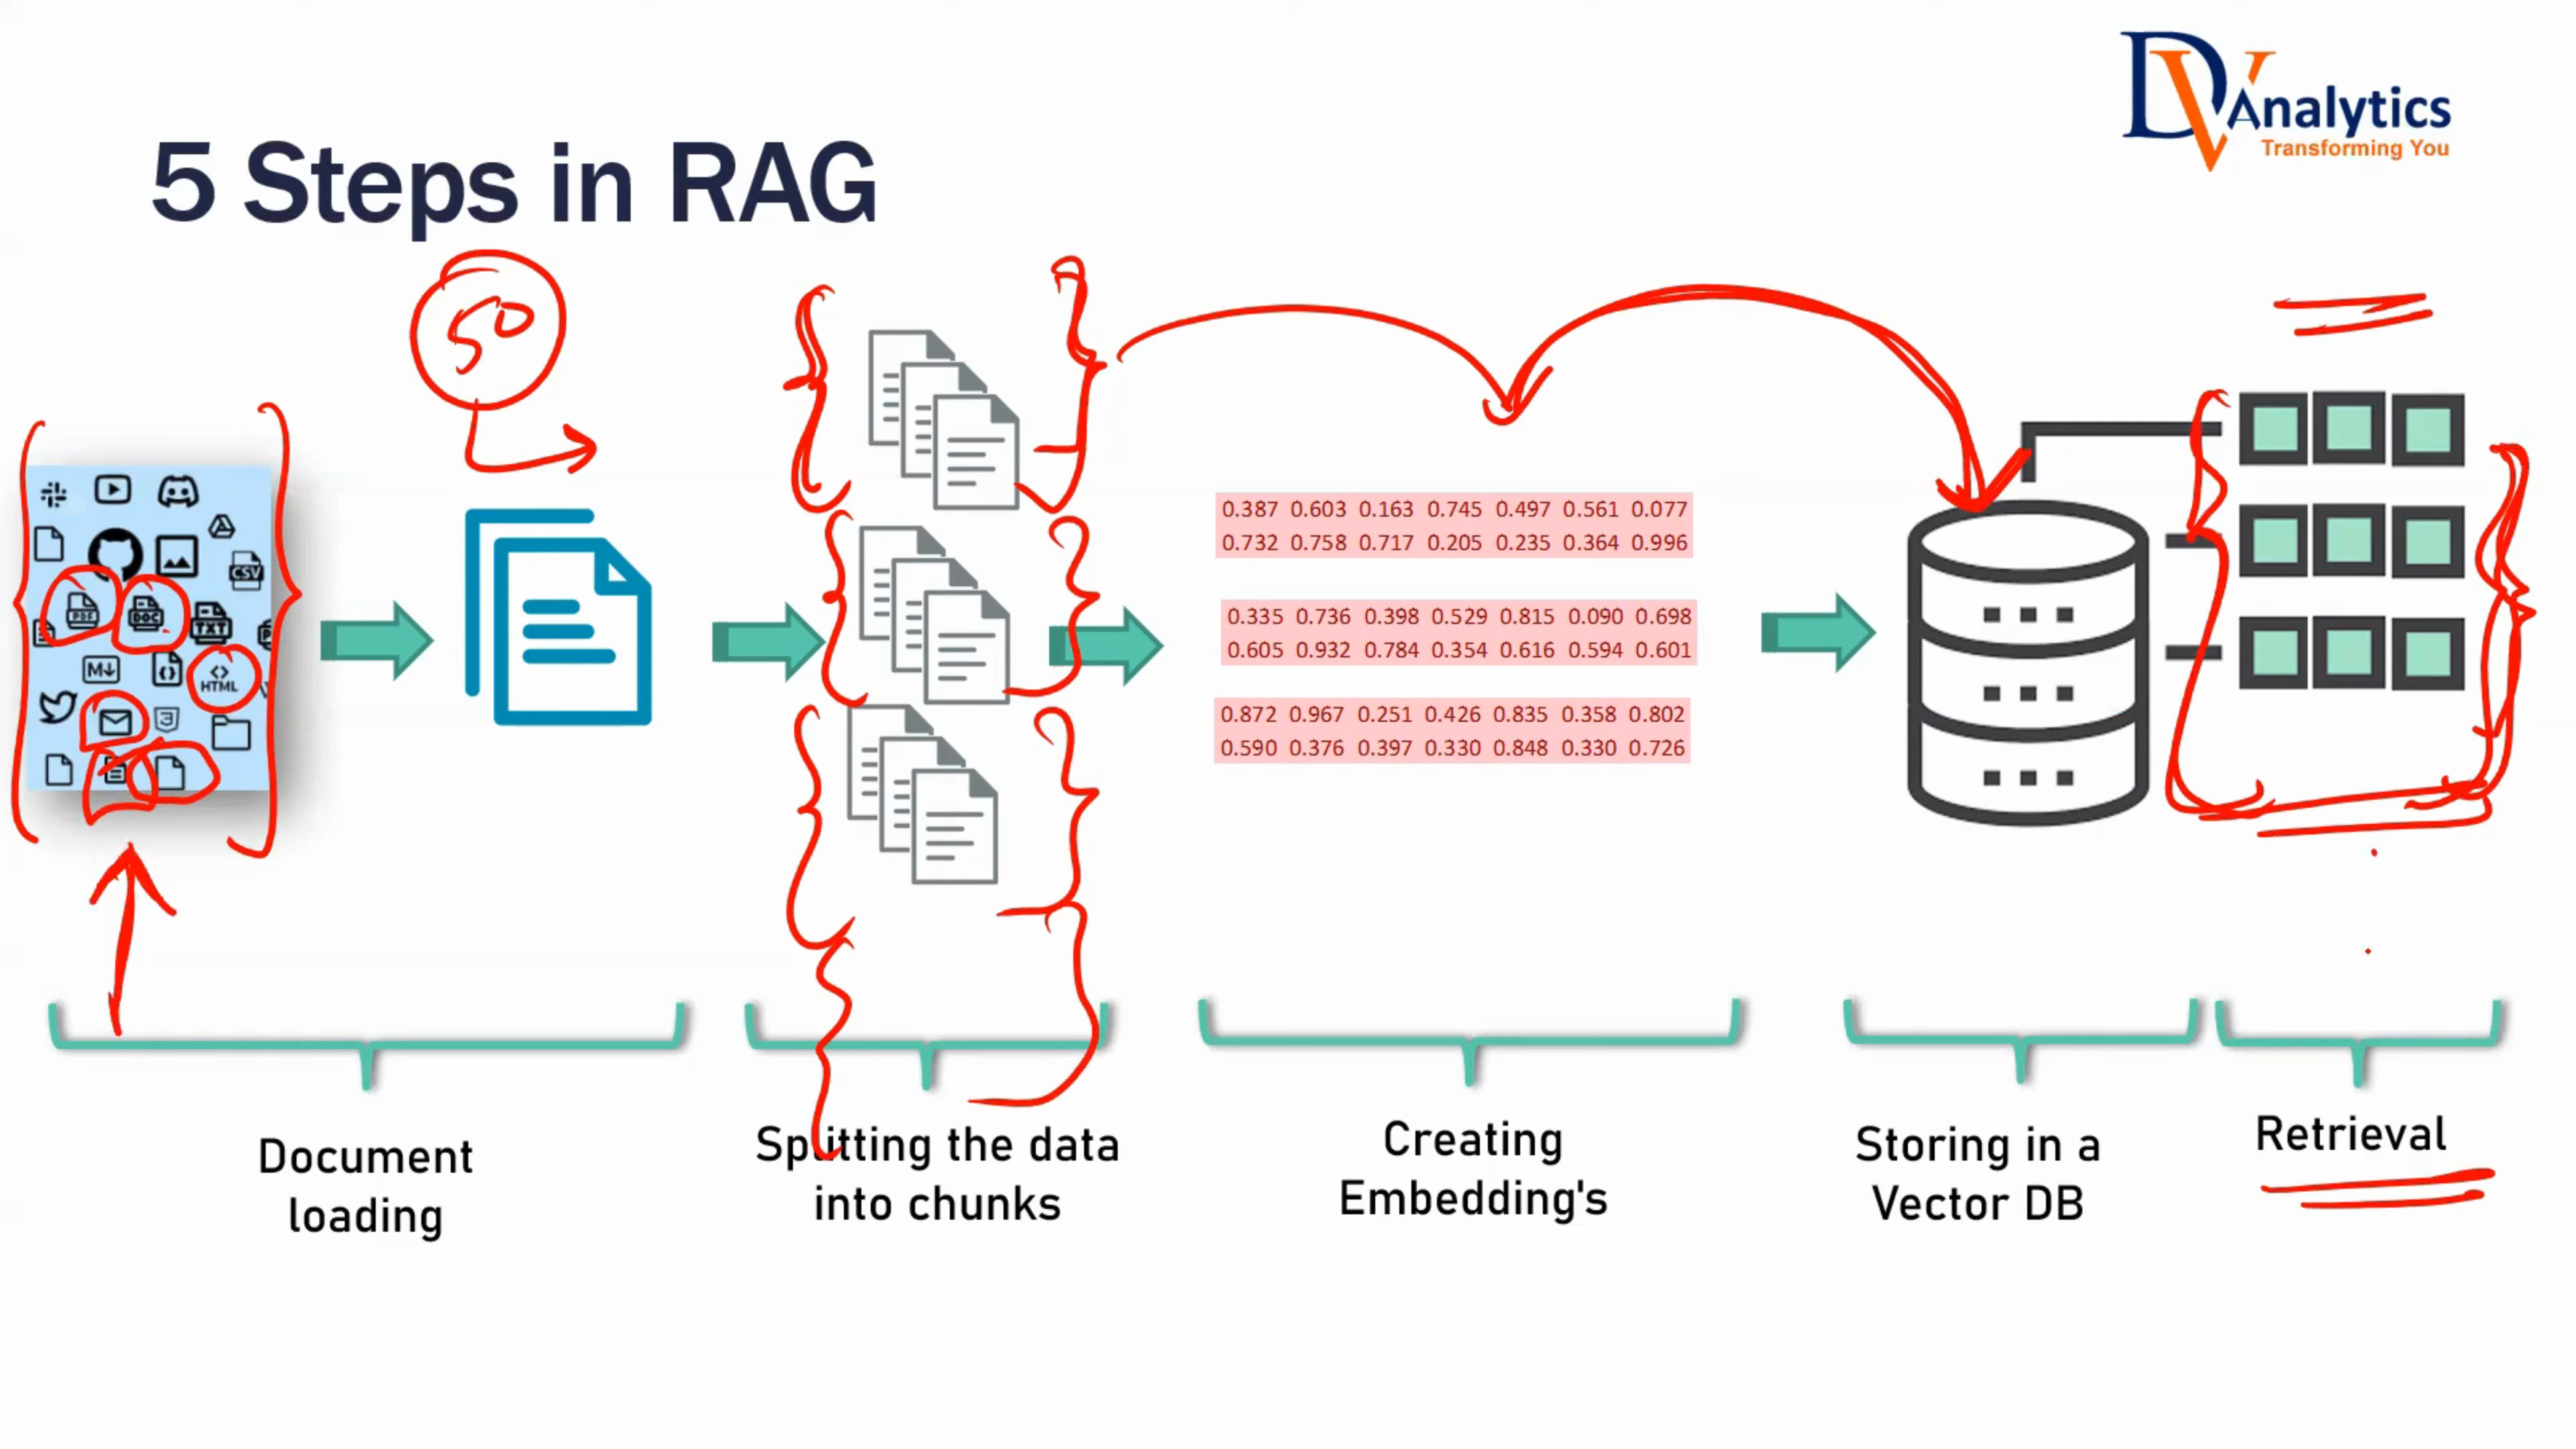 DV Analytics
Transforming You
5 Steps in RAG
50
CSV
PDF
DOC
TXT
M↓
<>
HTML
0.387 0.603 0.163 0.745 0.497 0.561 0.077
0.732 0.758 0.717 0.205 0.235 0.364 0.996
0.335 0.736 0.398 0.529 0.815 0.090 0.698
0.605 0.932 0.784 0.354 0.616 0.594 0.601
0.872 0.967 0.251 0.426 0.835 0.358 0.802
0.590 0.376 0.397 0.330 0.848 0.330 0.726
Document
loading
Splitting the data
into chunks
Creating
Embedding's
Storing in a
Vector DB
Retrieval